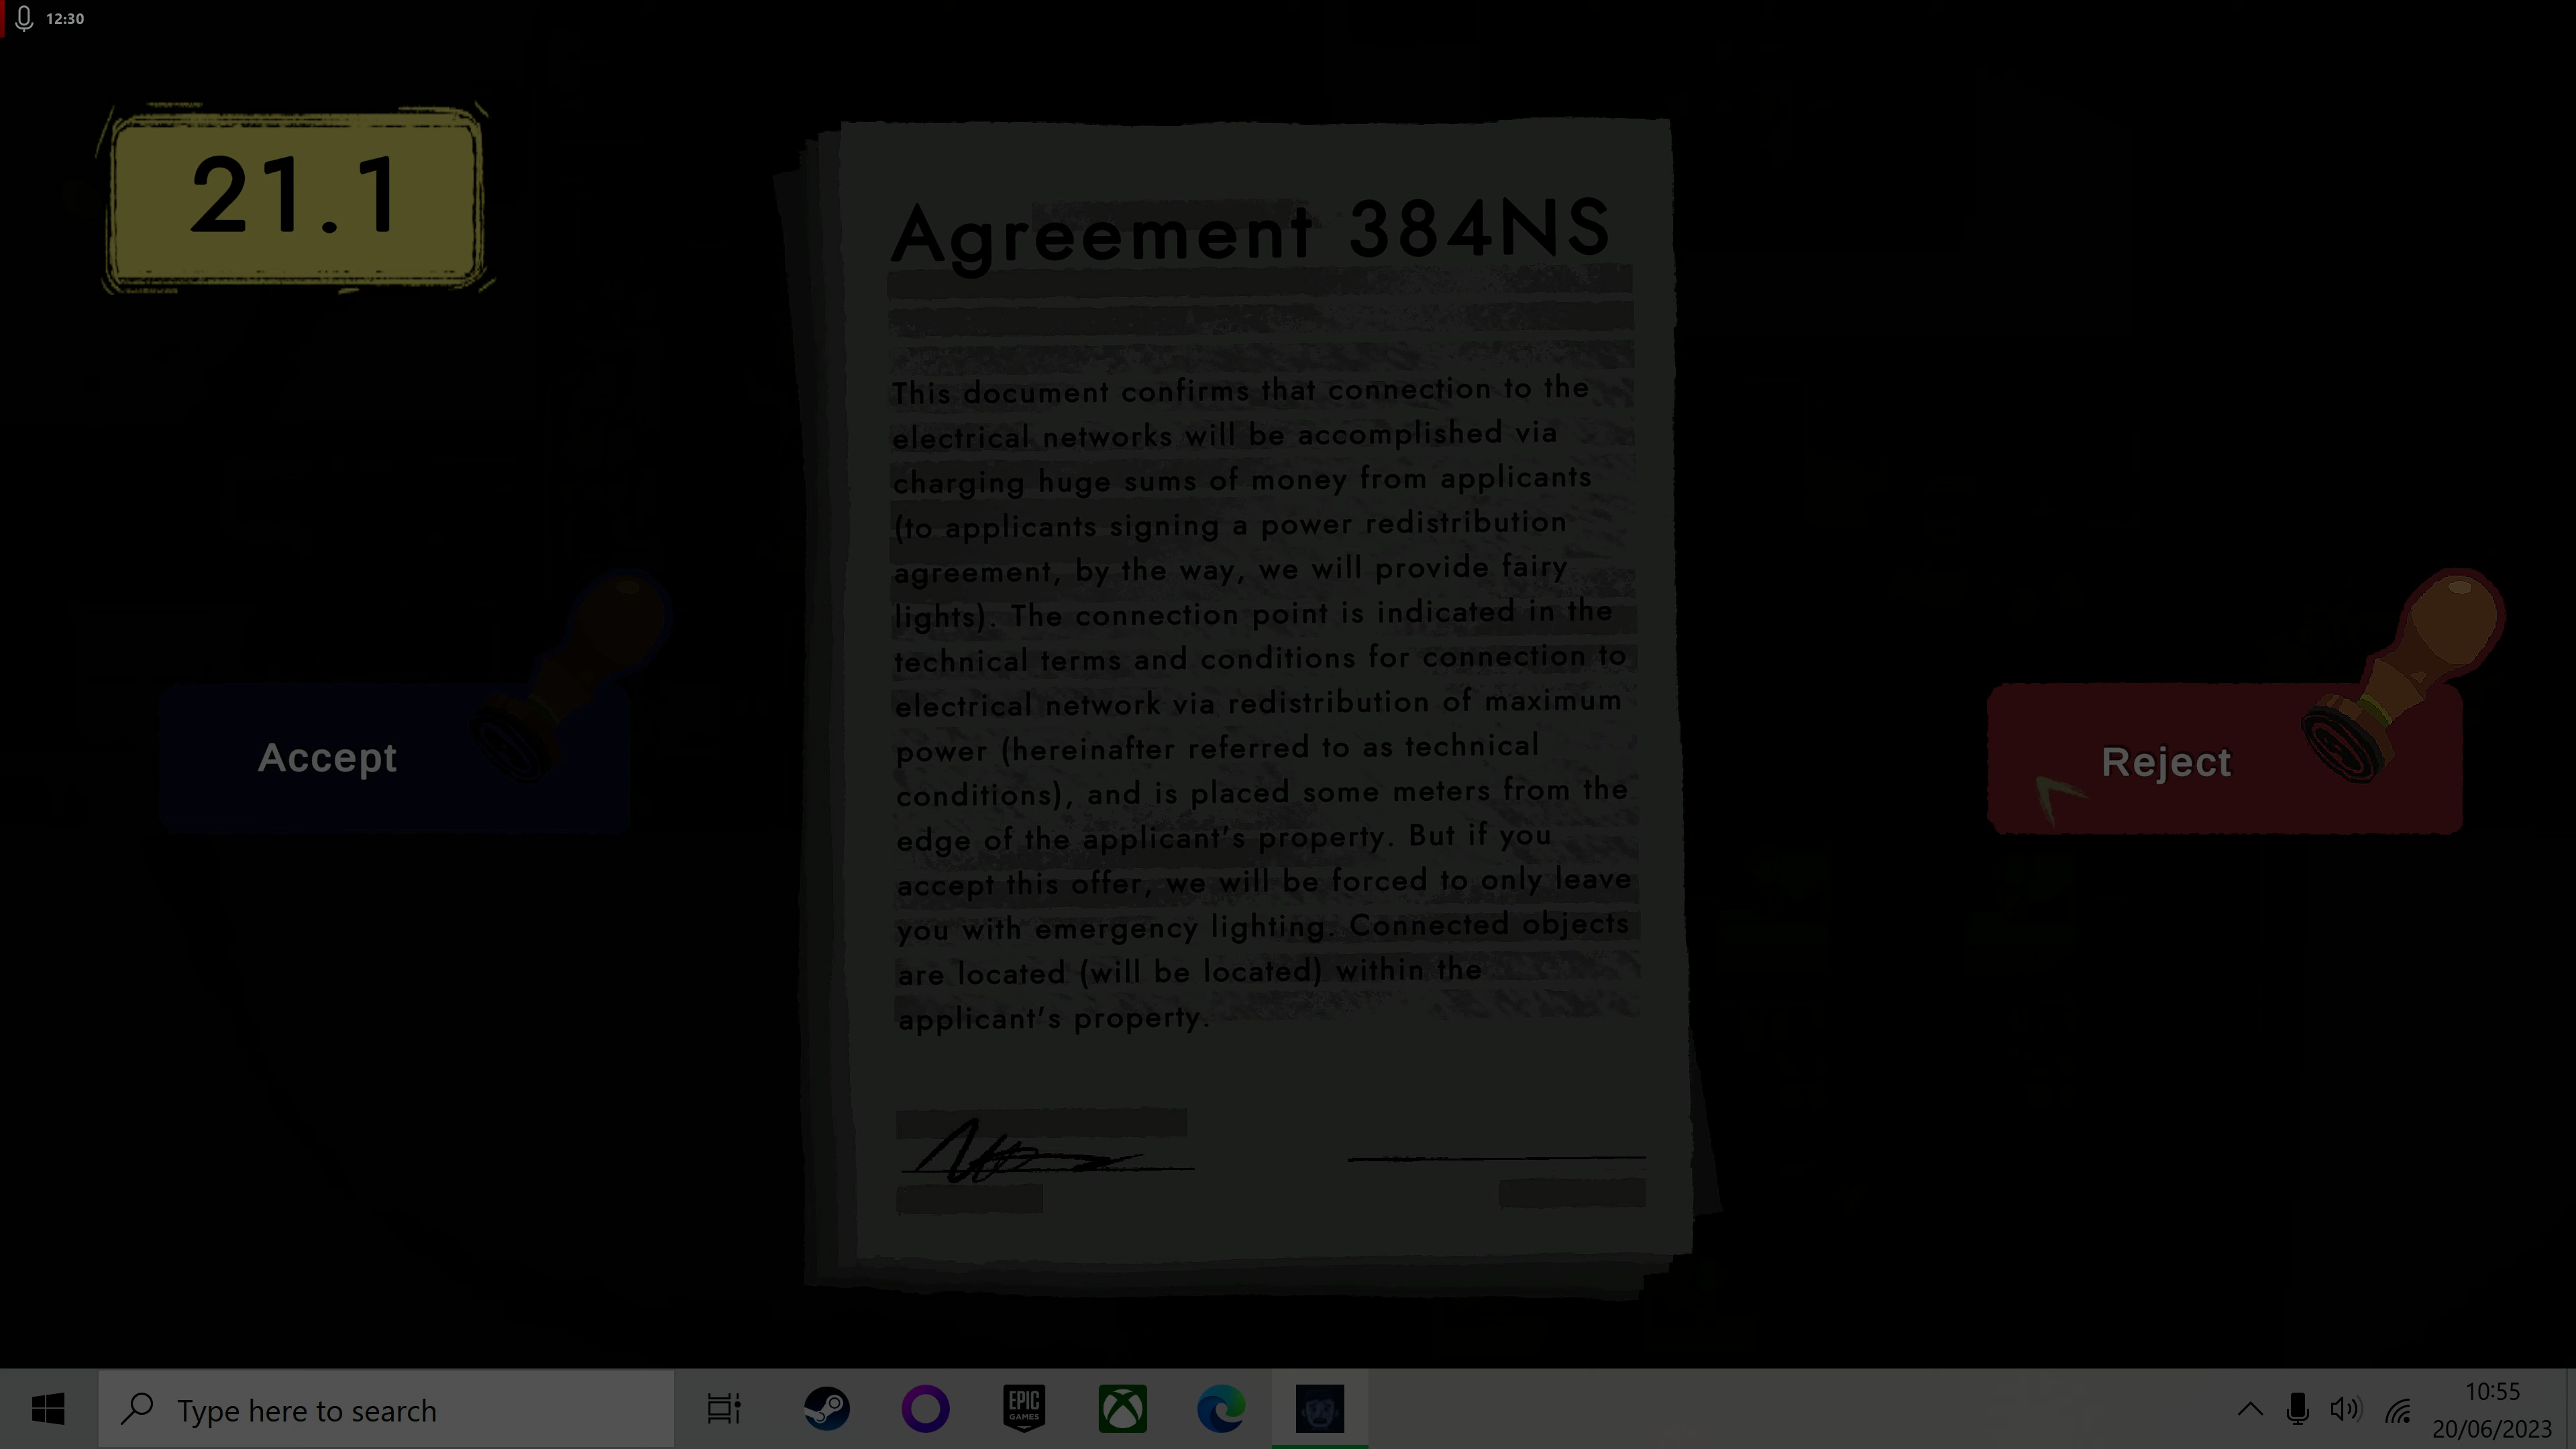 12:30
21.1
Agreement 384NS
This document confirms that connection to the
electrical networks will be accomplished via
charging huge sums of money from applicants
(to applicants signing a power redistribution
agreement, by the way, we will provide fairy
lights). The connection point is indicated in the
technical terms and conditions for connection to
electrical network via redistribution of maximum
power (hereinafter referred to as technical
conditions), and is placed some meters from the
edge of the applicant's property. But if you
accept this offer, we will be forced to only leave
you with emergency lighting. Connected objects
are located (will be located) within the
applicant's property.
Accept
Reject
Type here to search
EPIC
GAMES
10:55
20/06/2023